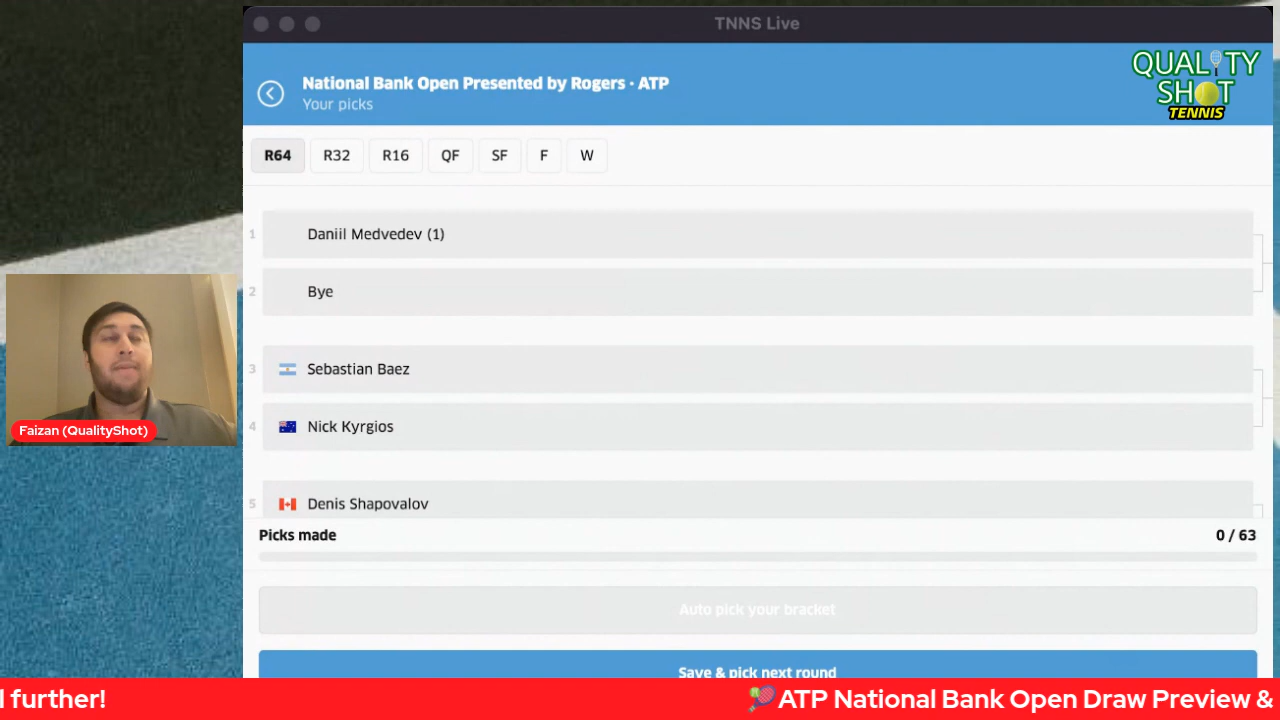 TNNS Live
National Bank Open Presented by Rogers · ATP
Your picks
QUALITY
SHOT
TENNIS
R64 R32 R16 QF SF F W
1 Daniil Medvedev (1)
2 Bye
3 Sebastian Baez
4 Nick Kyrgios
5 Denis Shapovalov
Faizan (QualityShot)
Picks made 0 / 63
Auto pick your bracket
Save & pick next round
l further! ATP National Bank Open Draw Preview &